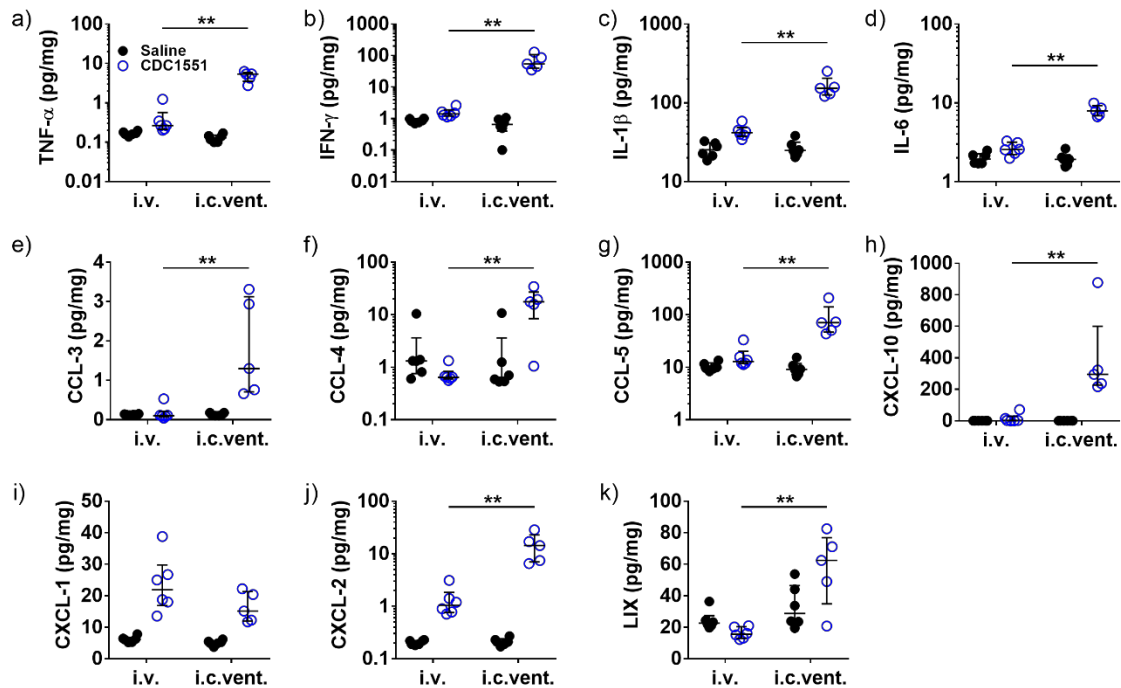 a)
**
TNF-α (pg/mg)
10
1
0.1
0.01
Saline
CDC1551
i.v.
i.c.vent.
b)
**
IFN-γ (pg/mg)
1000
100
10
1
0.1
0.01
i.v.
i.c.vent.
c)
**
IL-1β (pg/mg)
1000
100
10
i.v.
i.c.vent.
d)
**
IL-6 (pg/mg)
100
10
1
i.v.
i.c.vent.
e)
**
CCL-3 (pg/mg)
4
3
2
1
0
i.v.
i.c.vent.
f)
**
CCL-4 (pg/mg)
100
10
1
0.1
i.v.
i.c.vent.
g)
**
CCL-5 (pg/mg)
1000
100
10
1
i.v.
i.c.vent.
h)
**
CXCL-10 (pg/mg)
1000
800
600
400
200
0
i.v.
i.c.vent.
i)
CXCL-1 (pg/mg)
50
40
30
20
10
0
i.v.
i.c.vent.
j)
**
CXCL-2 (pg/mg)
100
10
1
0.1
i.v.
i.c.vent.
k)
**
LIX (pg/mg)
100
80
60
40
20
0
i.v.
i.c.vent.